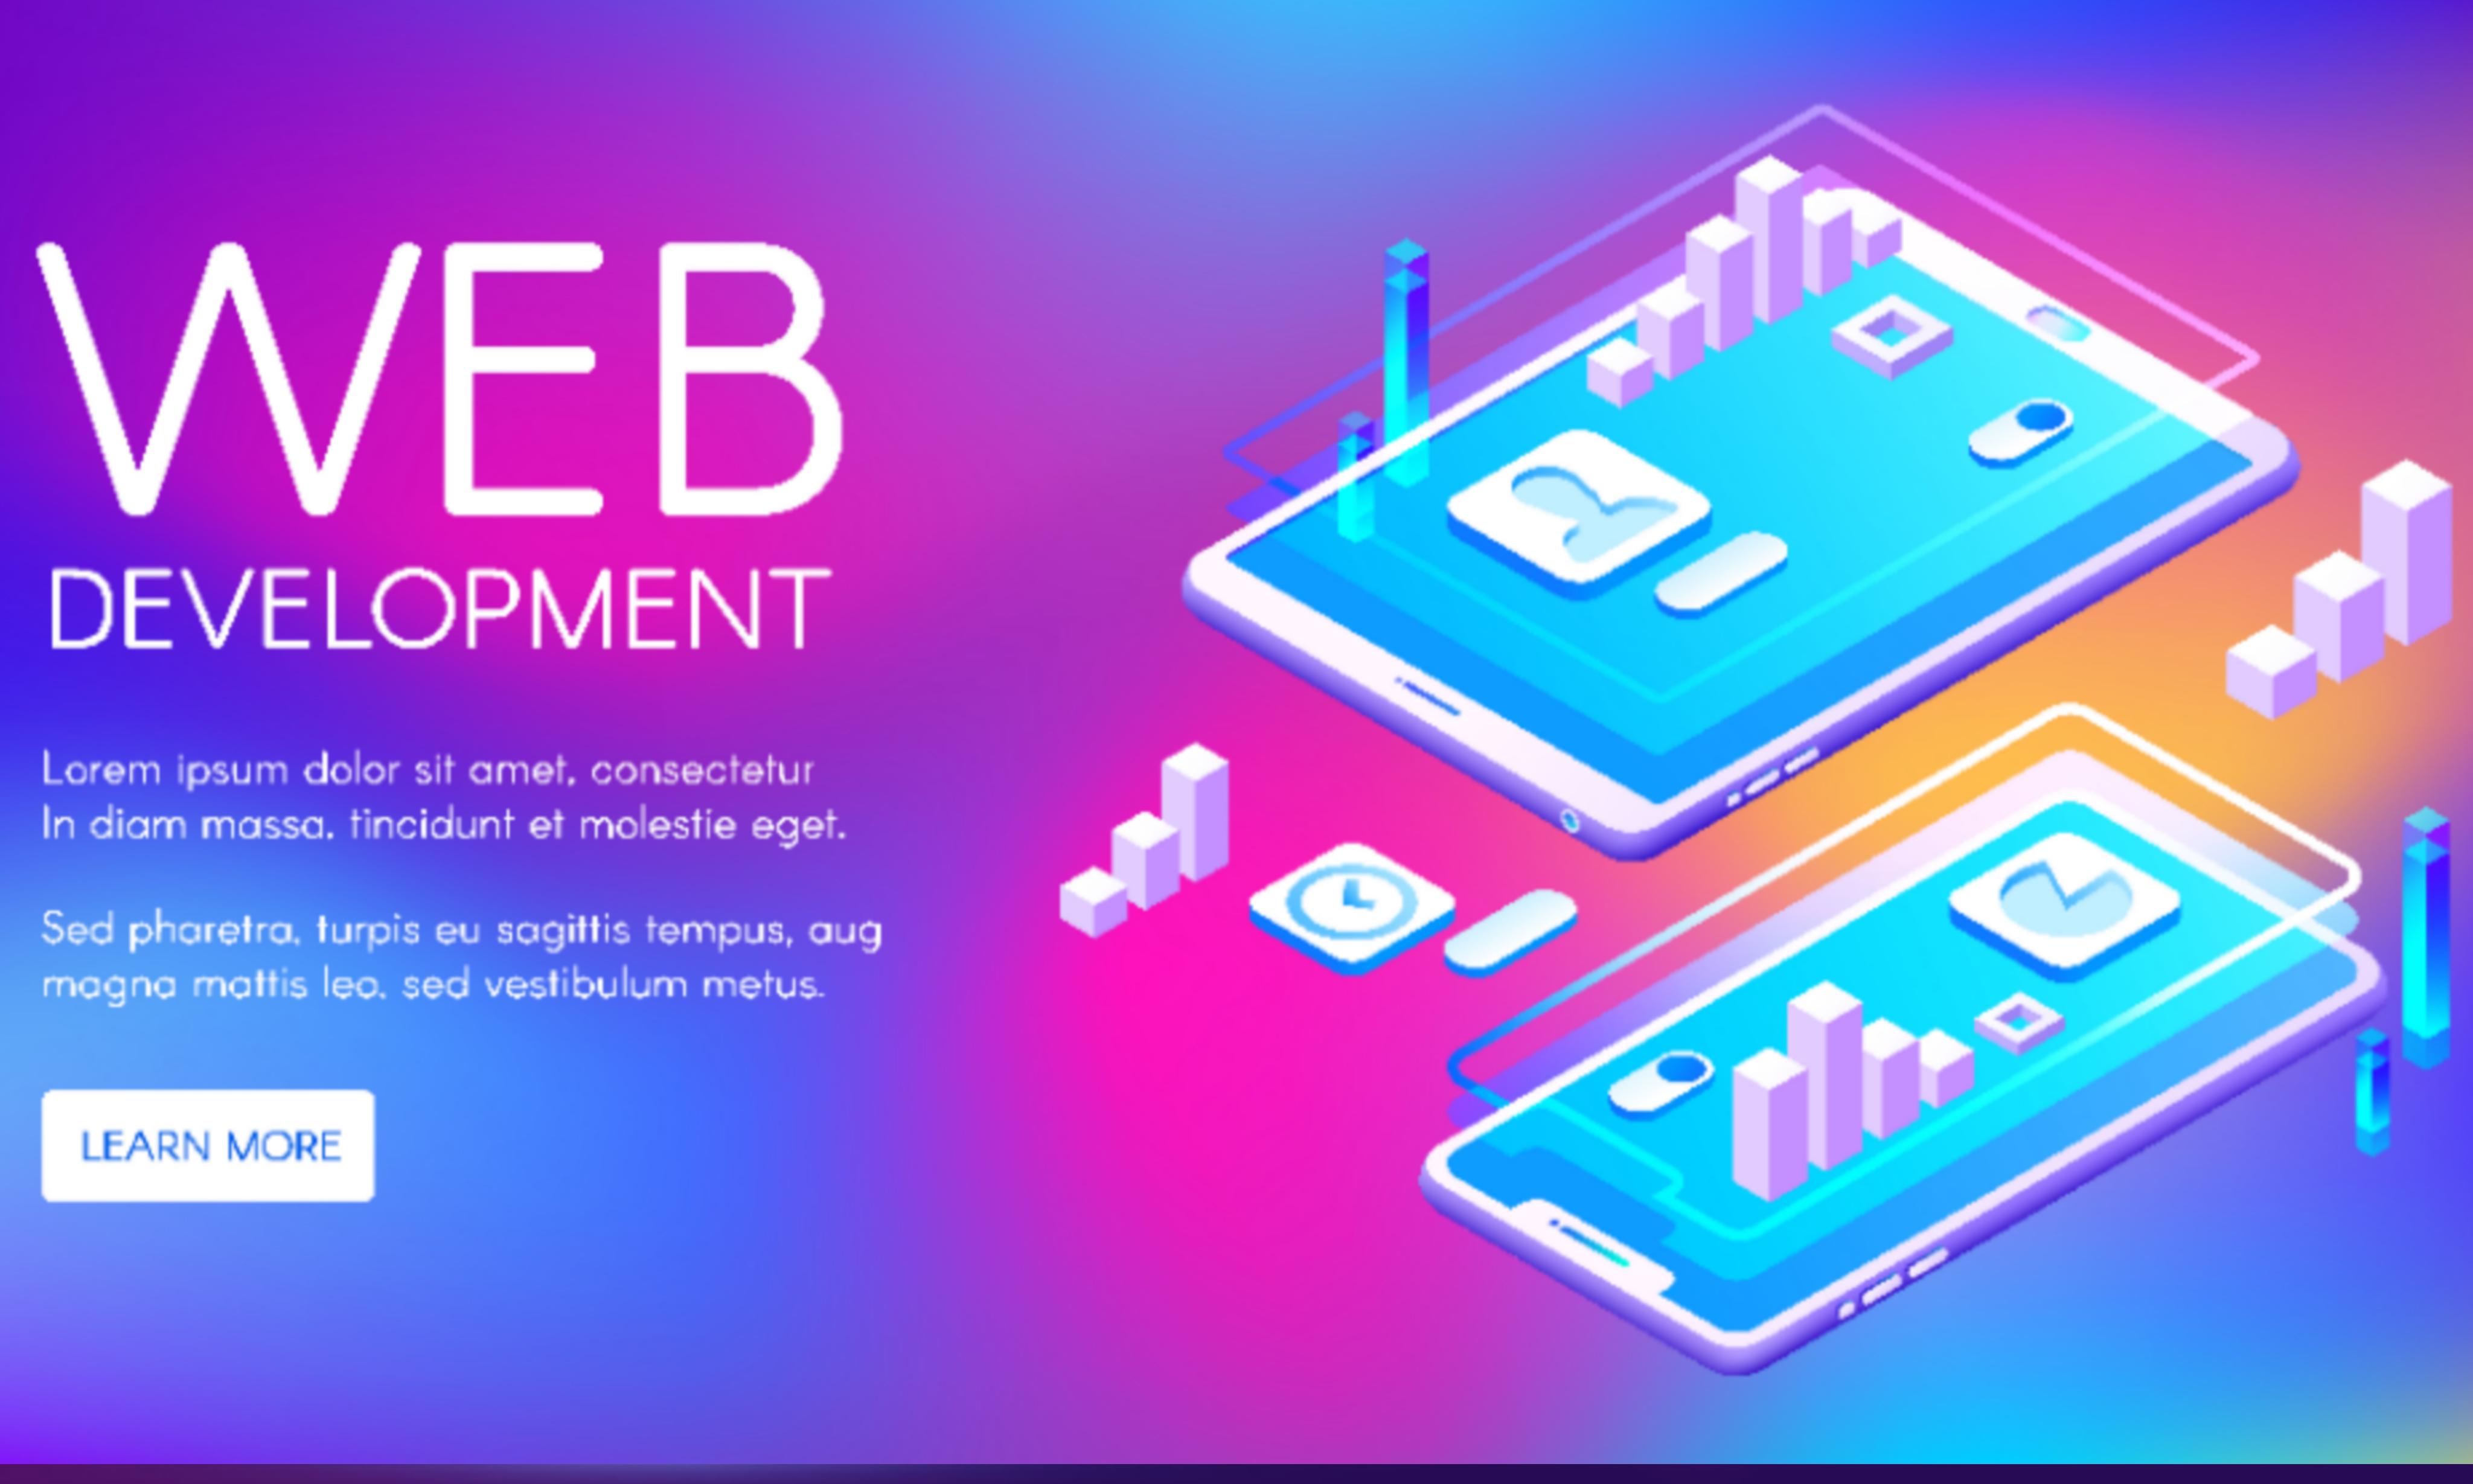 WEB
DEVELOPMENT
Lorem ipsum dolor sit amet, consectetur
In diam massa, tincidunt et molestie eget.
Sed pharetra, turpis eu sagittis tempus, aug
magna mattis leo, sed vestibulum metus.
LEARN MORE